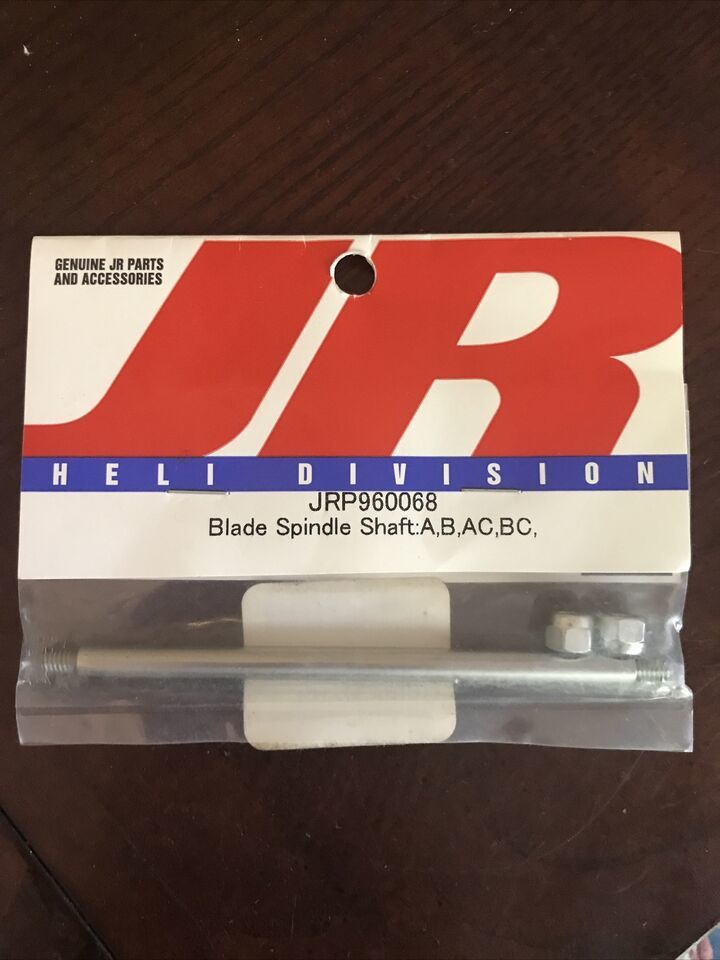 GENUINE JR PARTS
AND ACCESSORIES
JR
HELI DIVISION
JRP960068
Blade Spindle Shaft:A,B,AC,BC,